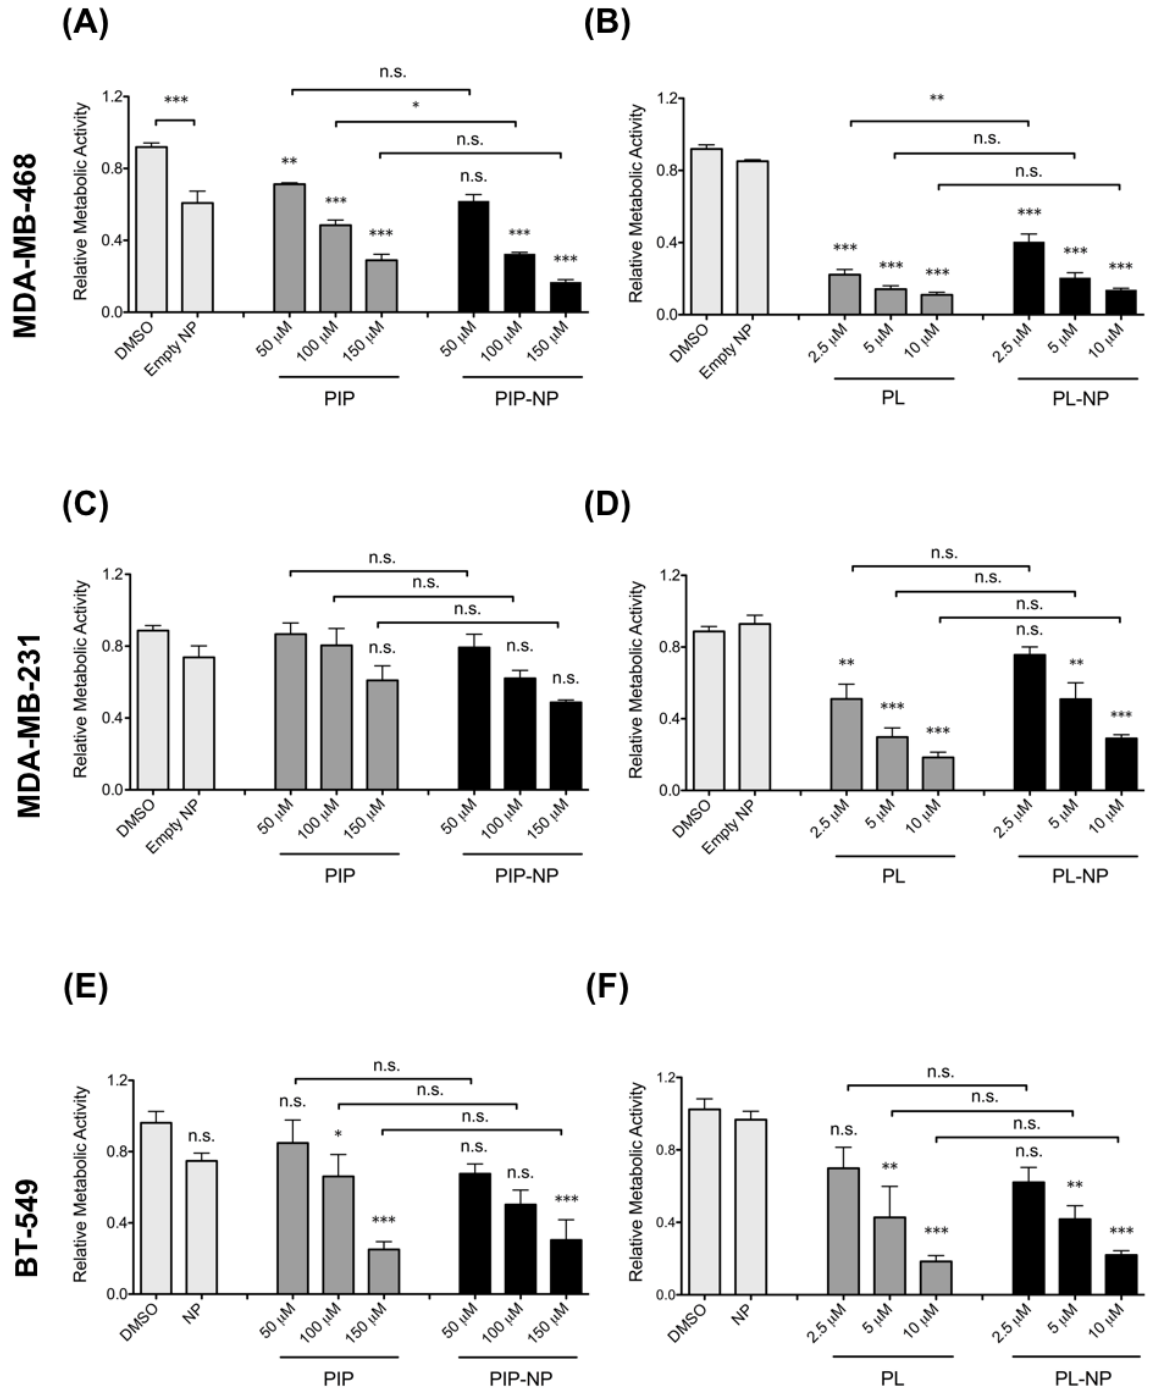 (A)
(B)
n.s.
*
**
1.2
***
n.s.
1.2
n.s.
n.s.
MDA-MB-468
Relative Metabolic Activity
0.8
**
n.s.
Relative Metabolic Activity
0.8
***
***
***
0.4
***
***
0.4
***
***
***
***
***
0.0
0.0
DMSO
Empty NP
50 µM
100 µM
150 µM
50 µM
100 µM
150 µM
DMSO
Empty NP
2.5 µM
5 µM
10 µM
2.5 µM
5 µM
10 µM
PIP
PIP-NP
PL
PL-NP
(C)
(D)
n.s.
n.s.
n.s.
1.2
n.s.
n.s.
n.s.
1.2
MDA-MB-231
Relative Metabolic Activity
0.8
n.s.
n.s.
n.s.
Relative Metabolic Activity
0.8
**
***
***
n.s.
**
***
0.4
0.4
0.0
0.0
DMSO
Empty NP
50 µM
100 µM
150 µM
50 µM
100 µM
150 µM
DMSO
Empty NP
2.5 µM
5 µM
10 µM
2.5 µM
5 µM
10 µM
PIP
PIP-NP
PL
PL-NP
(E)
(F)
n.s.
n.s.
n.s.
1.2
n.s.
n.s.
n.s.
1.2
BT-549
Relative Metabolic Activity
0.8
n.s.
n.s.
*
***
n.s.
n.s.
***
Relative Metabolic Activity
0.8
n.s.
**
***
n.s.
**
***
0.4
0.4
0.0
0.0
DMSO
NP
50 µM
100 µM
150 µM
50 µM
100 µM
150 µM
DMSO
NP
2.5 µM
5 µM
10 µM
2.5 µM
5 µM
10 µM
PIP
PIP-NP
PL
PL-NP